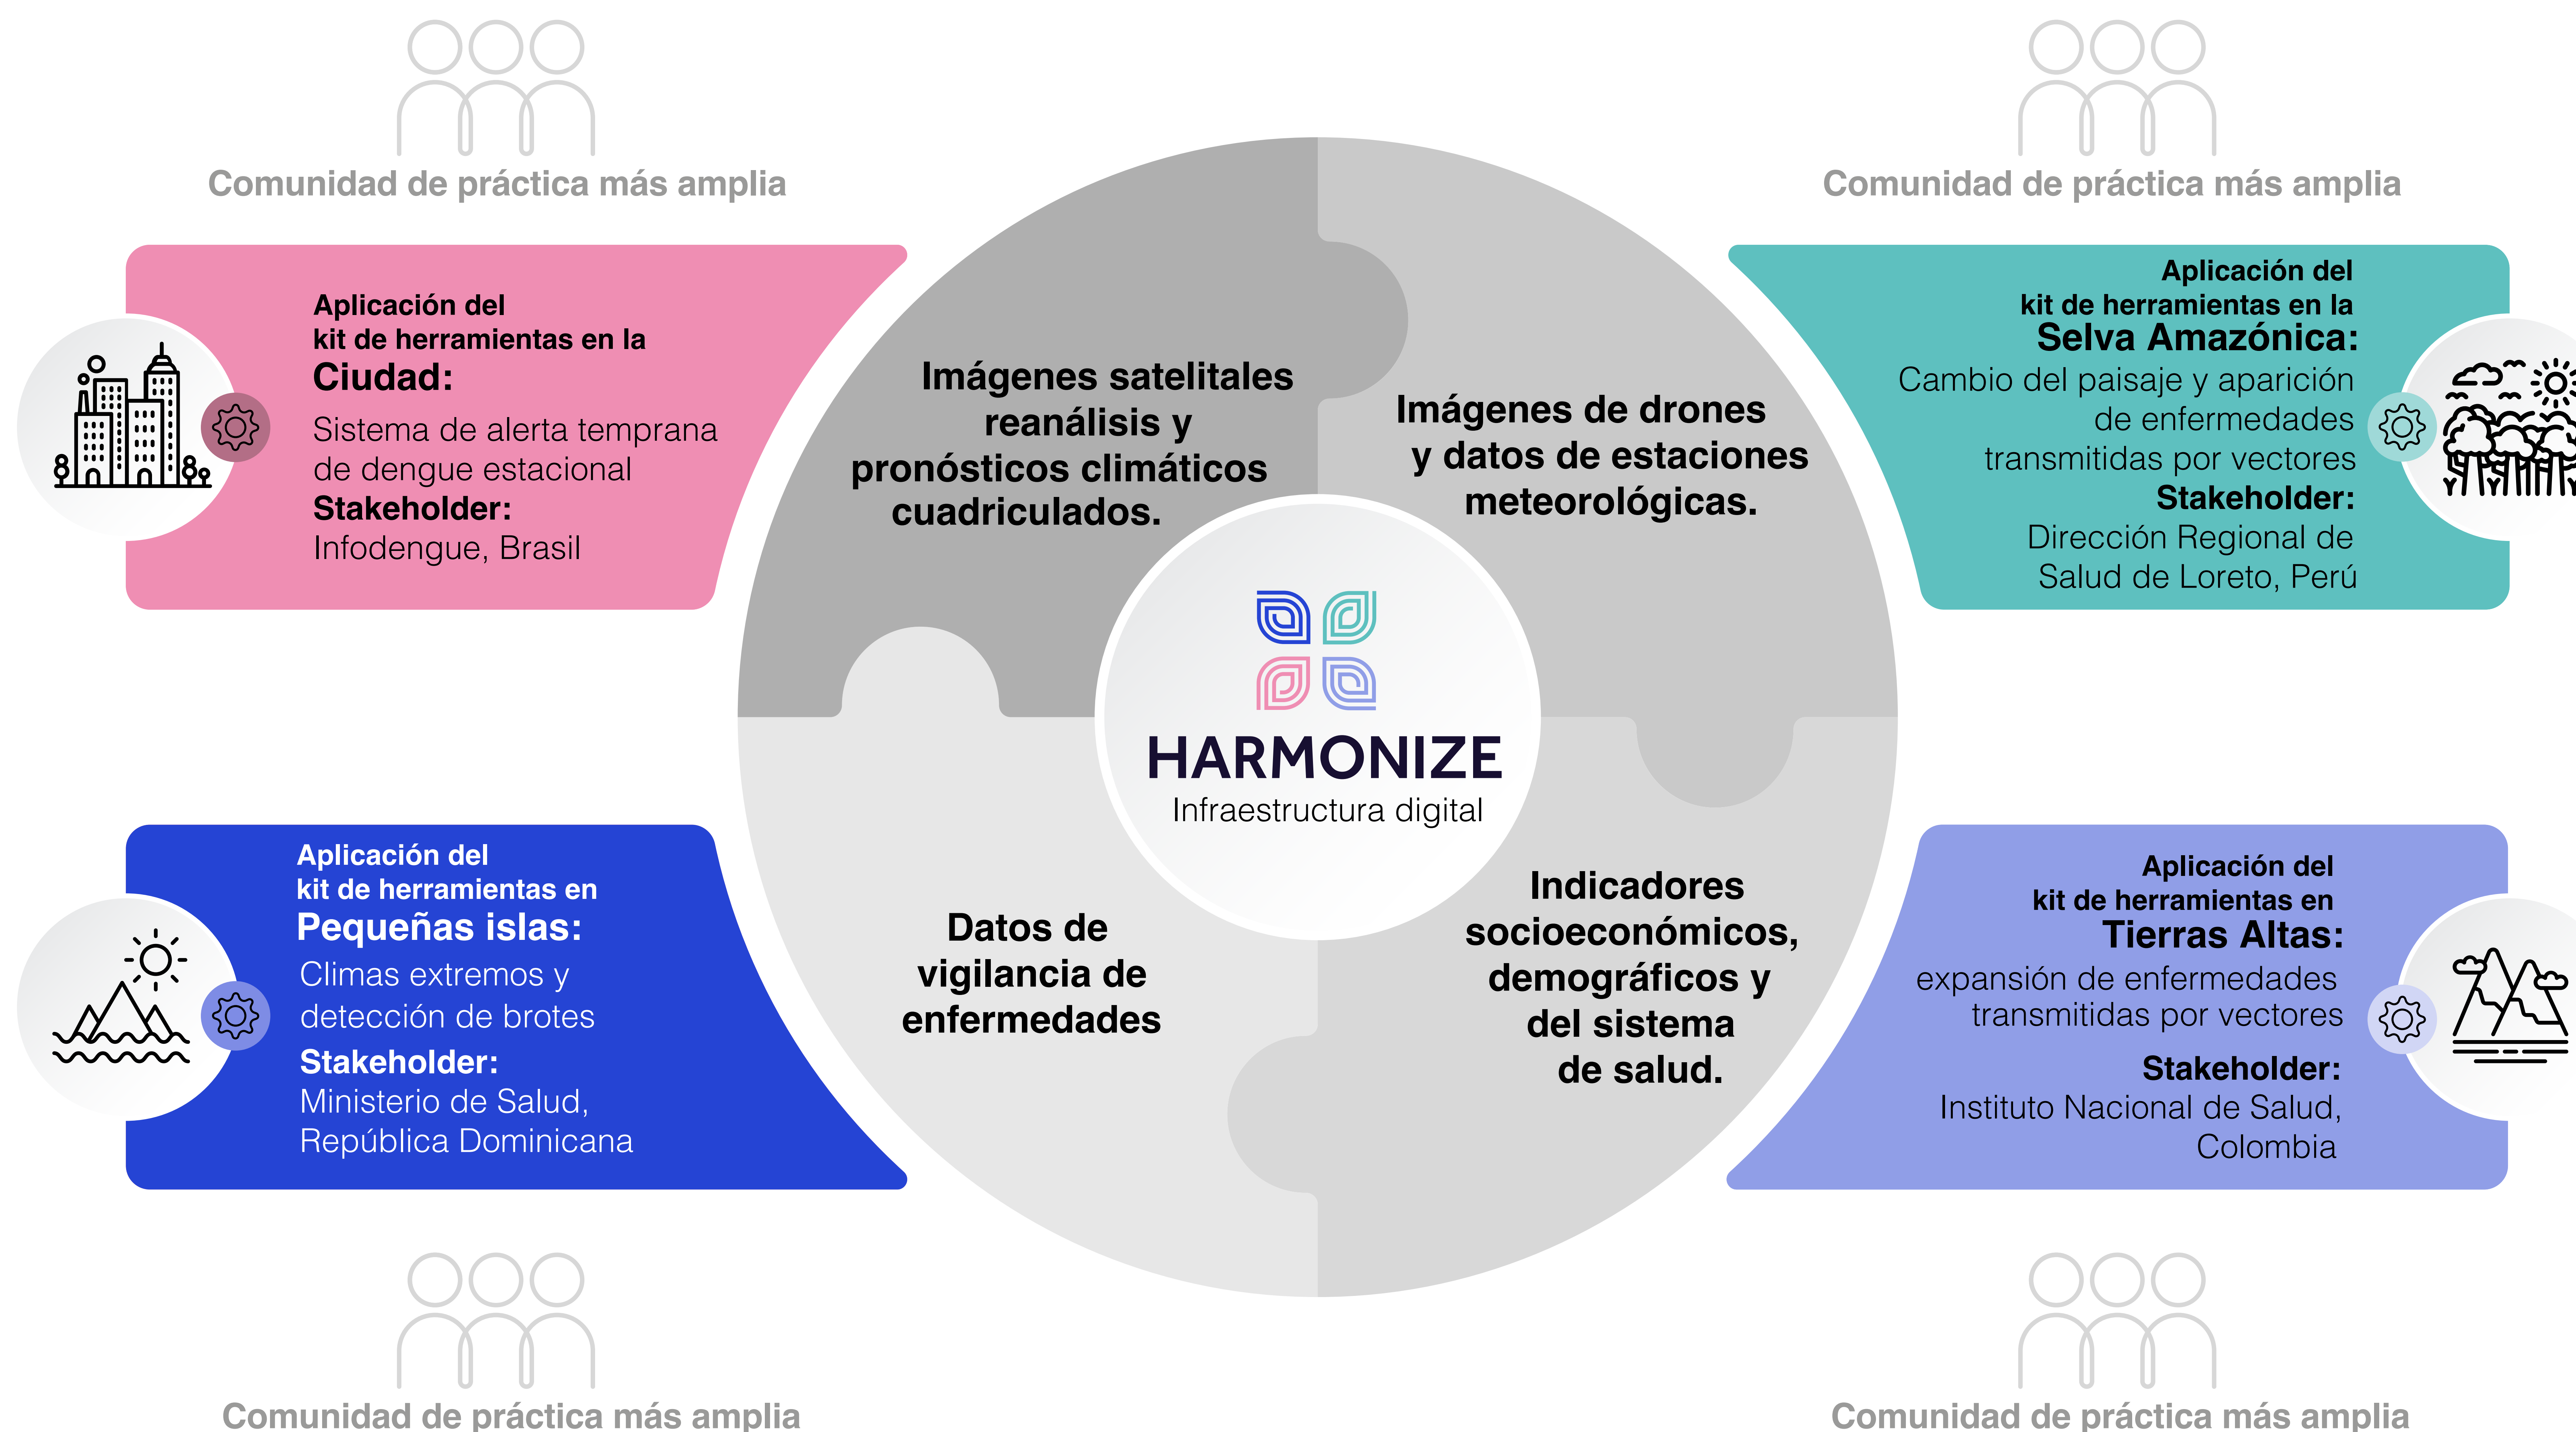 Comunidad de práctica más amplia
Comunidad de práctica más amplia
Aplicación del
kit de herramientas en la
Ciudad:
Sistema de alerta temprana
de dengue estacional
Stakeholder:
Infodengue, Brasil
Imágenes satelitales
reanálisis y
pronósticos climáticos
cuadriculados.
Imágenes de drones
y datos de estaciones
meteorológicas.
Aplicación del
kit de herramientas en la
Selva Amazónica:
Cambio del paisaje y aparición
de enfermedades
transmitidas por vectores
Stakeholder:
Dirección Regional de
Salud de Loreto, Perú
HARMONIZE
Infraestructura digital
Aplicación del
kit de herramientas en
Pequeñas islas:
Climas extremos y
detección de brotes
Stakeholder:
Ministerio de Salud,
República Dominicana
Datos de
vigilancia de
enfermedades
Indicadores
socioeconómicos,
demográficos y
del sistema
de salud.
Aplicación del
kit de herramientas en
Tierras Altas:
expansión de enfermedades
transmitidas por vectores
Stakeholder:
Instituto Nacional de Salud,
Colombia
Comunidad de práctica más amplia
Comunidad de práctica más amplia